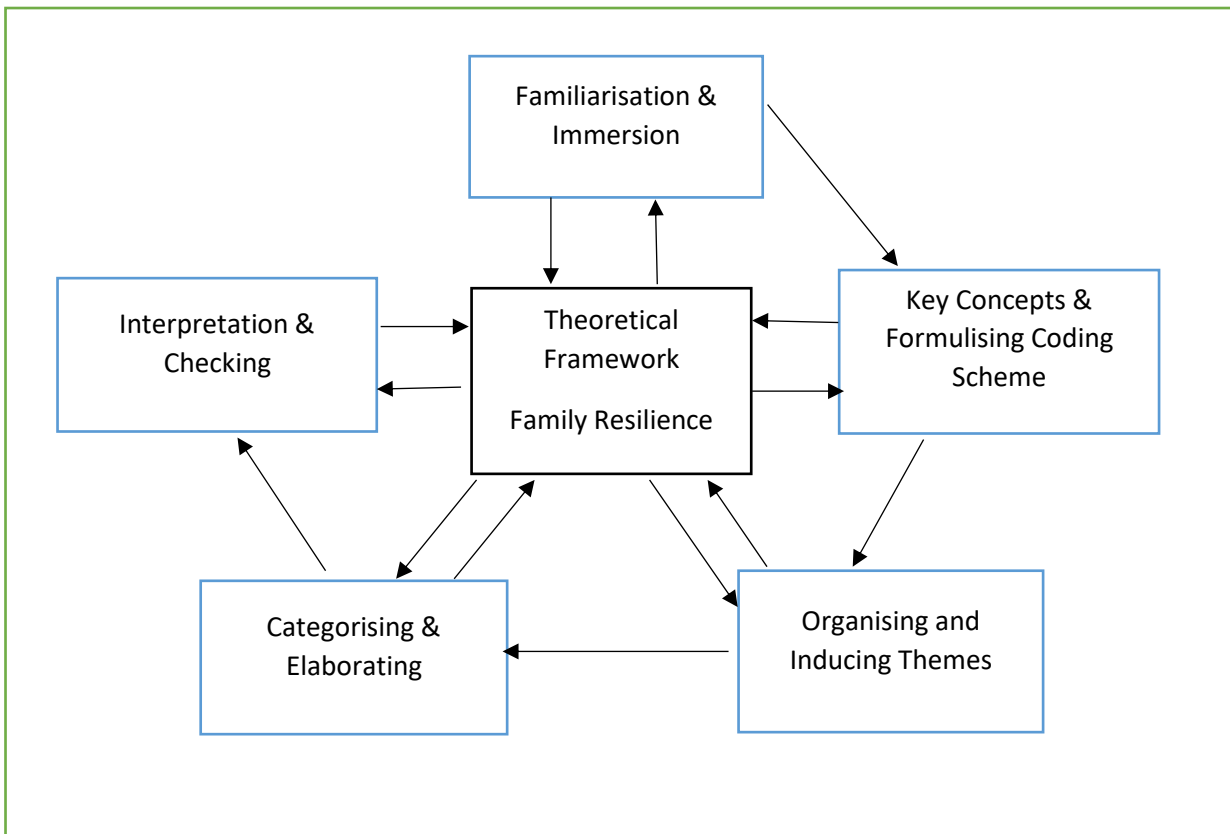 Familiarisation &
Immersion
Interpretation &
Checking
Theoretical
Framework
Family Resilience
Key Concepts &
Formulising Coding
Scheme
Categorising &
Elaborating
Organising and
Inducing Themes